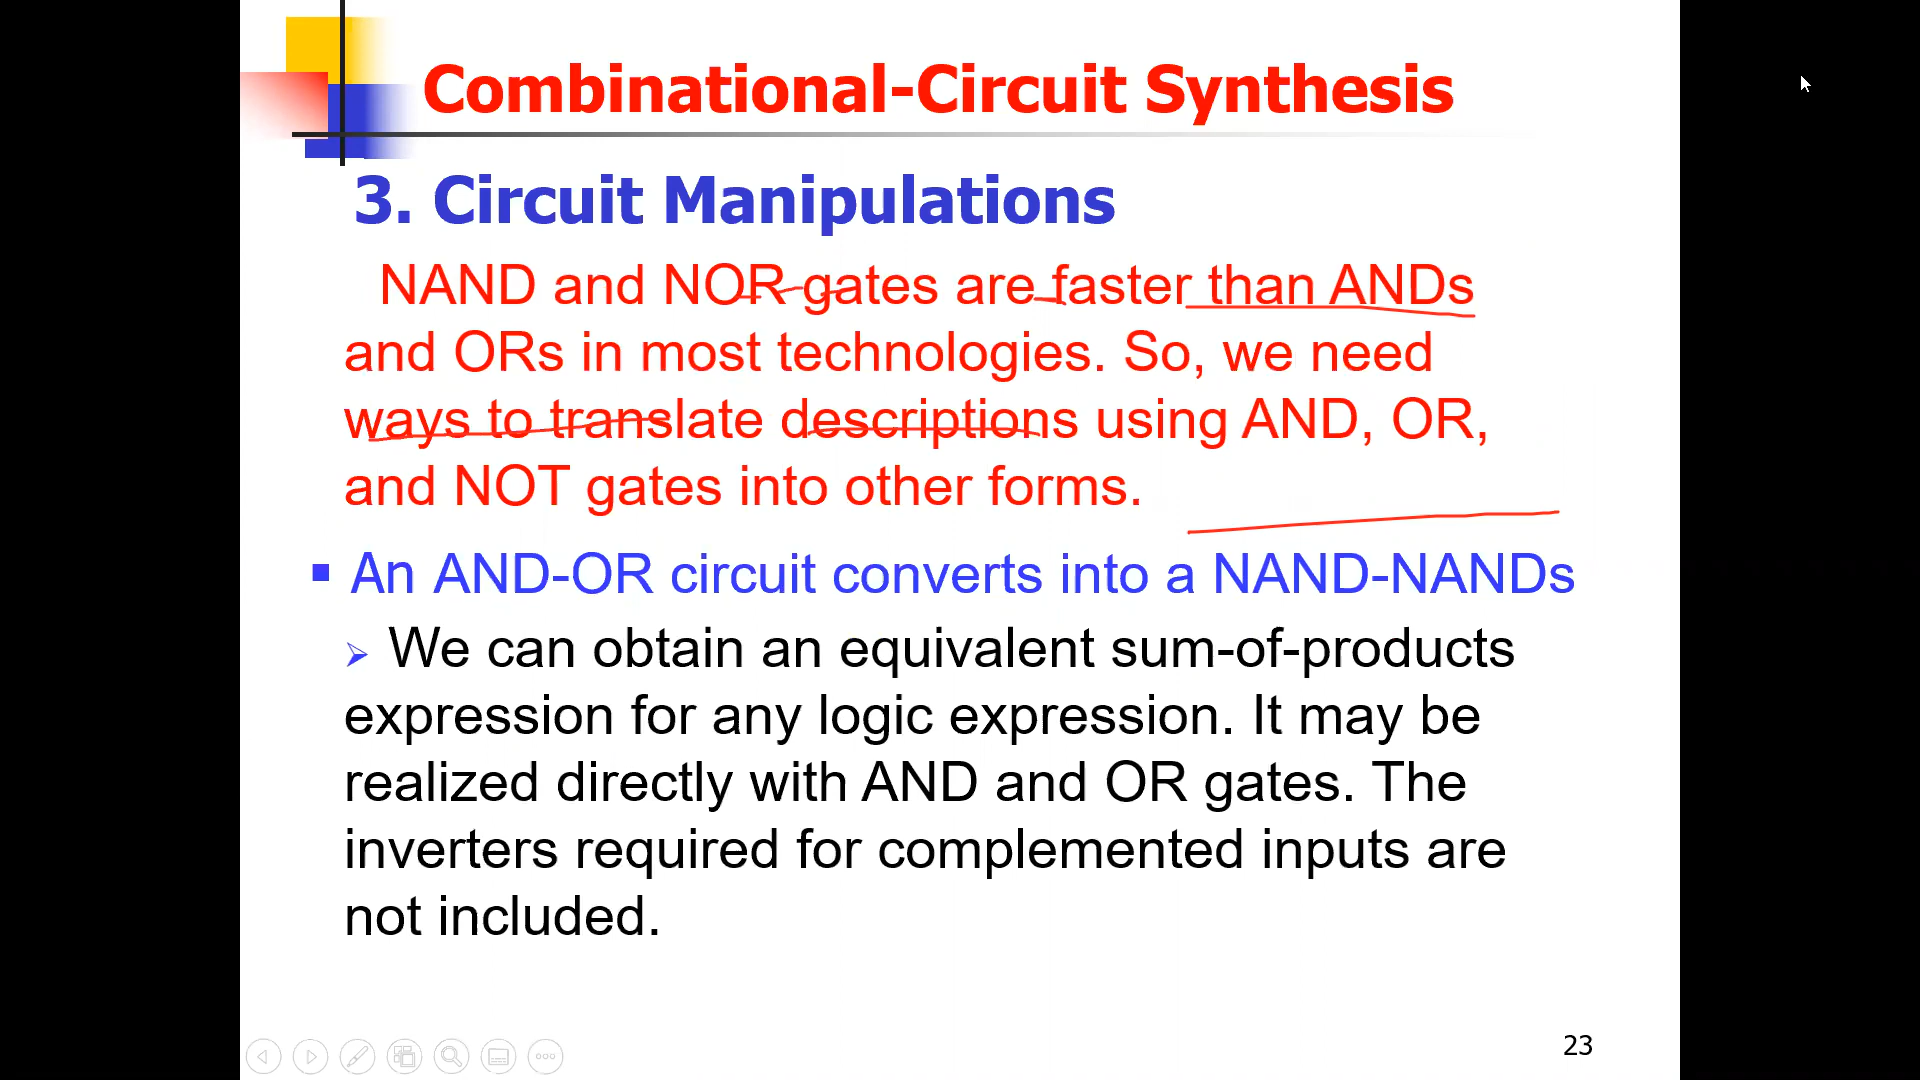 Combinational-Circuit Synthesis
3. Circuit Manipulations
NAND and NOR gates are faster than ANDs
and ORs in most technologies. So, we need
ways to translate descriptions using AND, OR,
and NOT gates into other forms.
An AND-OR circuit converts into a NAND-NANDs
We can obtain an equivalent sum-of-products
expression for any logic expression. It may be
realized directly with AND and OR gates. The
inverters required for complemented inputs are
not included.
23